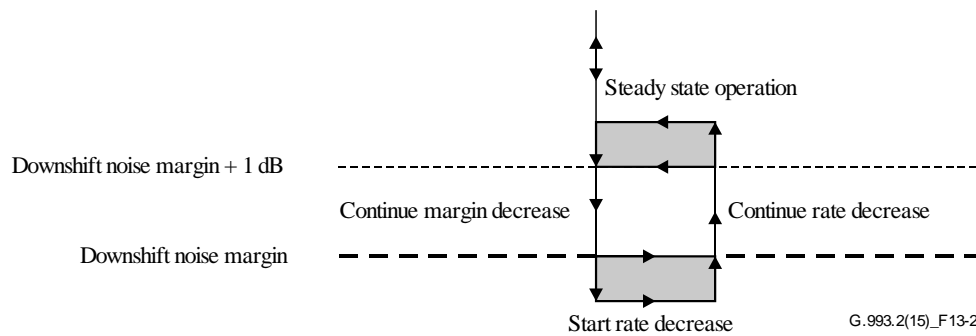 Steady state operation
Downshift noise margin + 1 dB
Continue margin decrease
Continue rate decrease
Downshift noise margin
Start rate decrease
G.993.2(15)_F13-2